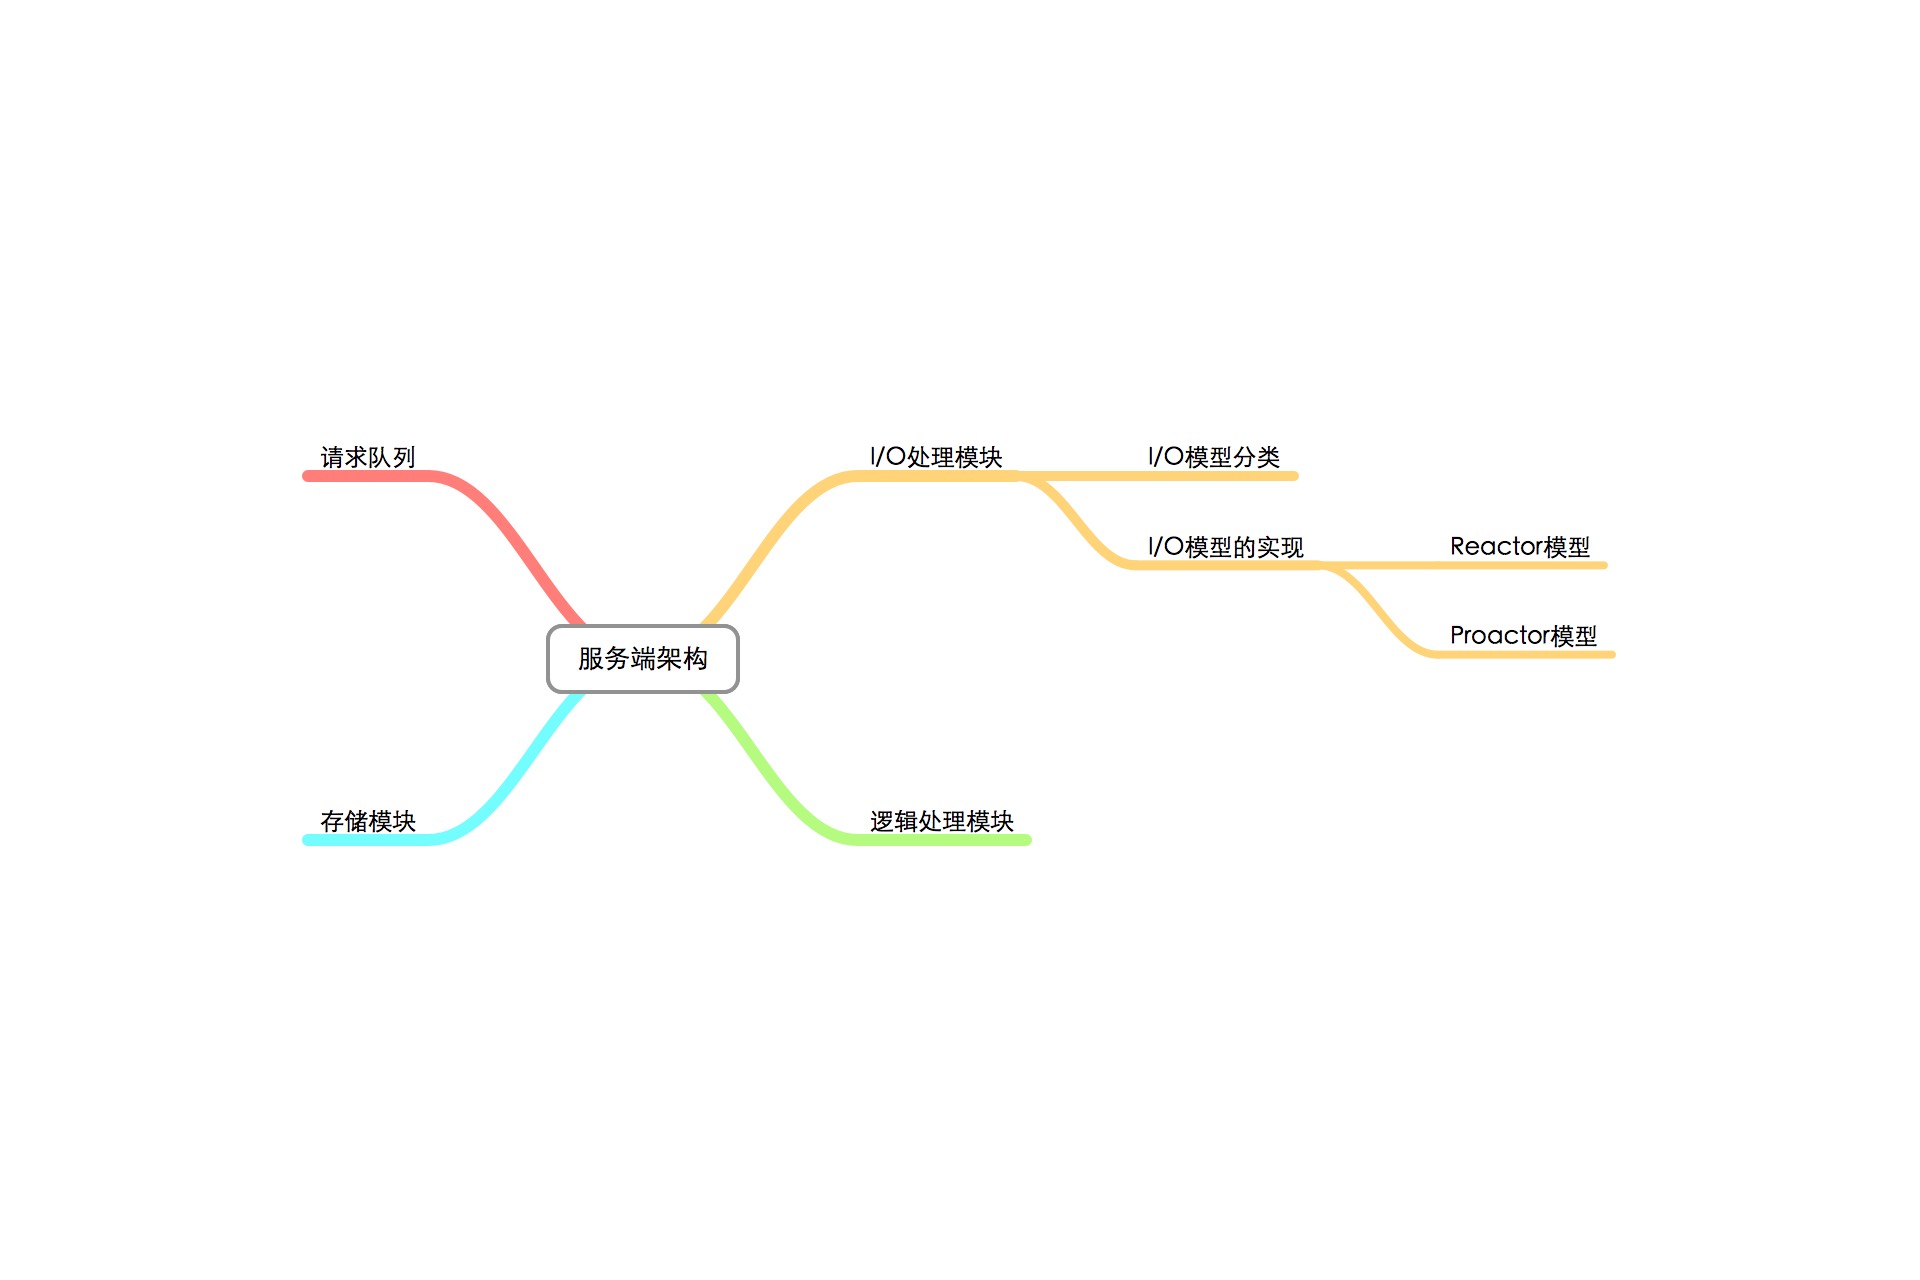 请求队列
I/O处理模块
I/O模型分类
I/O模型的实现
Reactor模型
Proactor模型
服务端架构
存储模块
逻辑处理模块